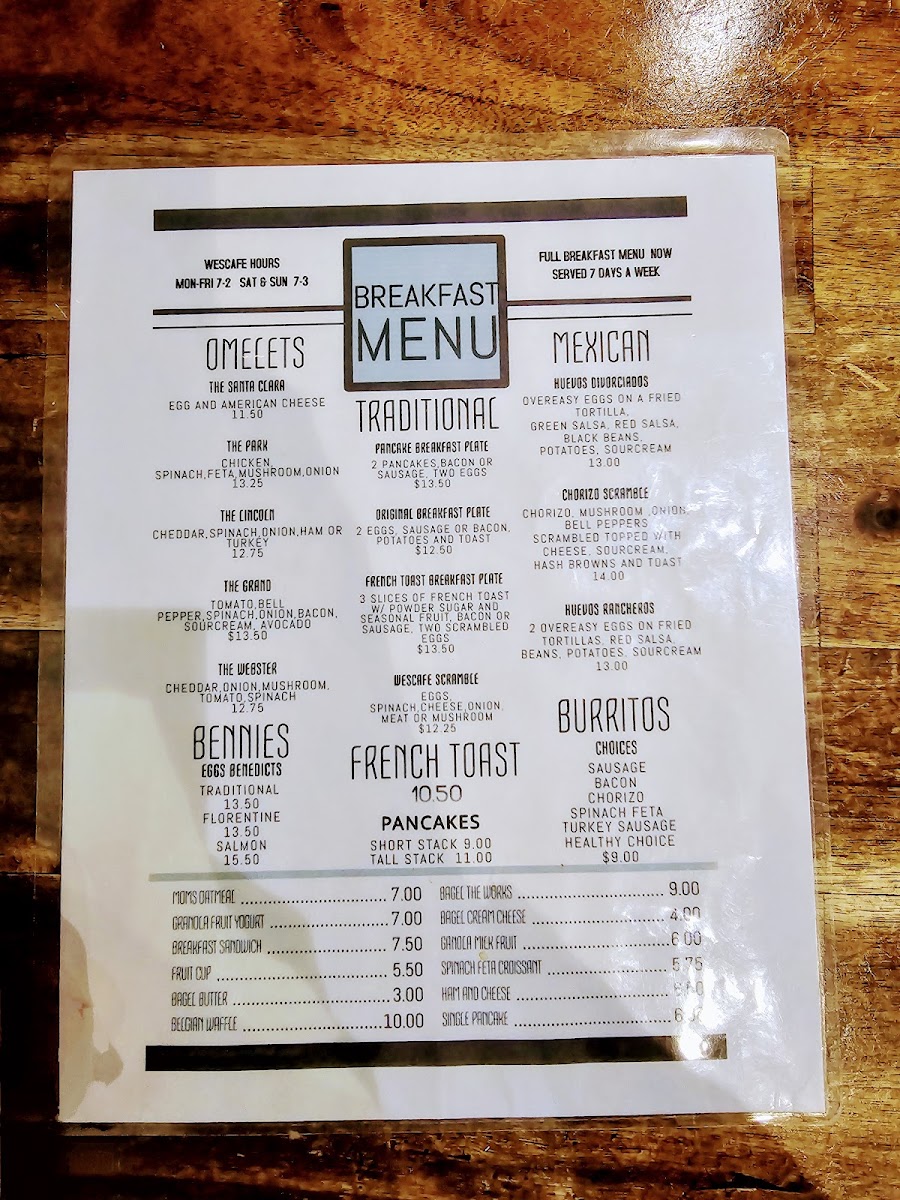 WESCAFE HOURS
MON-FRI 7-2 SAT & SUN 7-3
BREAKFAST
MENU
FULL BREAKFAST MENU NOW
SERVED 7 DAYS A WEEK
OMELETS
THE SANTA CLARA
EGG AND AMERICAN CHEESE
11.50
THE PARK
CHICKEN,
SPINACH,FETA,MUSHROOM,ONION
13.25
THE LINCOLN
CHEDDAR,SPINACH,ONION,HAM OR
TURKEY
12.75
THE GRAND
TOMATO,BELL
PEPPER,SPINACH,ONION,BACON,
SOURCREAM, AVOCADO
$13.50
THE WEBSTER
CHEDDAR,ONION,MUSHROOM,
TOMATO,SPINACH
12.75
BENNIES
EGGS BENEDICTS
TRADITIONAL
13.50
FLORENTINE
13.50
SALMON
15.50
TRADITIONAL
PANCAKE BREAKFAST PLATE
2 PANCAKES,BACON OR
SAUSAGE, TWO EGGS
$13.50
ORIGINAL BREAKFAST PLATE
2 EGGS, SAUSAGE OR BACON,
POTATOES AND TOAST
$12.50
FRENCH TOAST BREAKFAST PLATE
3 SLICES OF FRENCH TOAST
W/ POWDER SUGAR AND
SEASONAL FRUIT, BACON OR
SAUSAGE, TWO SCRAMBLED
EGGS
$13.50
WESCAFE SCRAMBLE
EGGS,
SPINACH,CHEESE,ONION,
MEAT OR MUSHROOM
$12.25
FRENCH TOAST
10.50
PANCAKES
SHORT STACK 9.00
TALL STACK 11.00
MEXICAN
HUEVOS DIVORCIADOS
OVEREASY EGGS ON A FRIED
TORTILLA,
GREEN SALSA, RED SALSA,
BLACK BEANS,
POTATOES, SOURCREAM
13.00
CHORIZO SCRAMBLE
CHORIZO, MUSHROOM ,ONION,
BELL PEPPERS
SCRAMBLED TOPPED WITH
CHEESE, SOURCREAM,
HASH BROWNS AND TOAST
14.00
HUEVOS RANCHEROS
2 OVEREASY EGGS ON FRIED
TORTILLAS, RED SALSA,
BEANS, POTATOES, SOURCREAM
13.00
BURRITOS
CHOICES
SAUSAGE
BACON
CHORIZO
SPINACH FETA
TURKEY SAUSAGE
HEALTHY CHOICE
$9.00
MOMS OATMEAL 7.00
GRANOLA FRUIT YOGURT 7.00
BREAKFAST SANDWICH 7.50
FRUIT CUP 5.50
BAGEL BUTTER 3.00
BELGIAN WAFFLE 10.00
BAGEL THE WORKS 9.00
BAGEL CREAM CHEESE 4.00
GANOLA MILK FRUIT 6.00
SPINACH FETA CROISSANT 5.75
HAM AND CHEESE
SINGLE PANCAKE